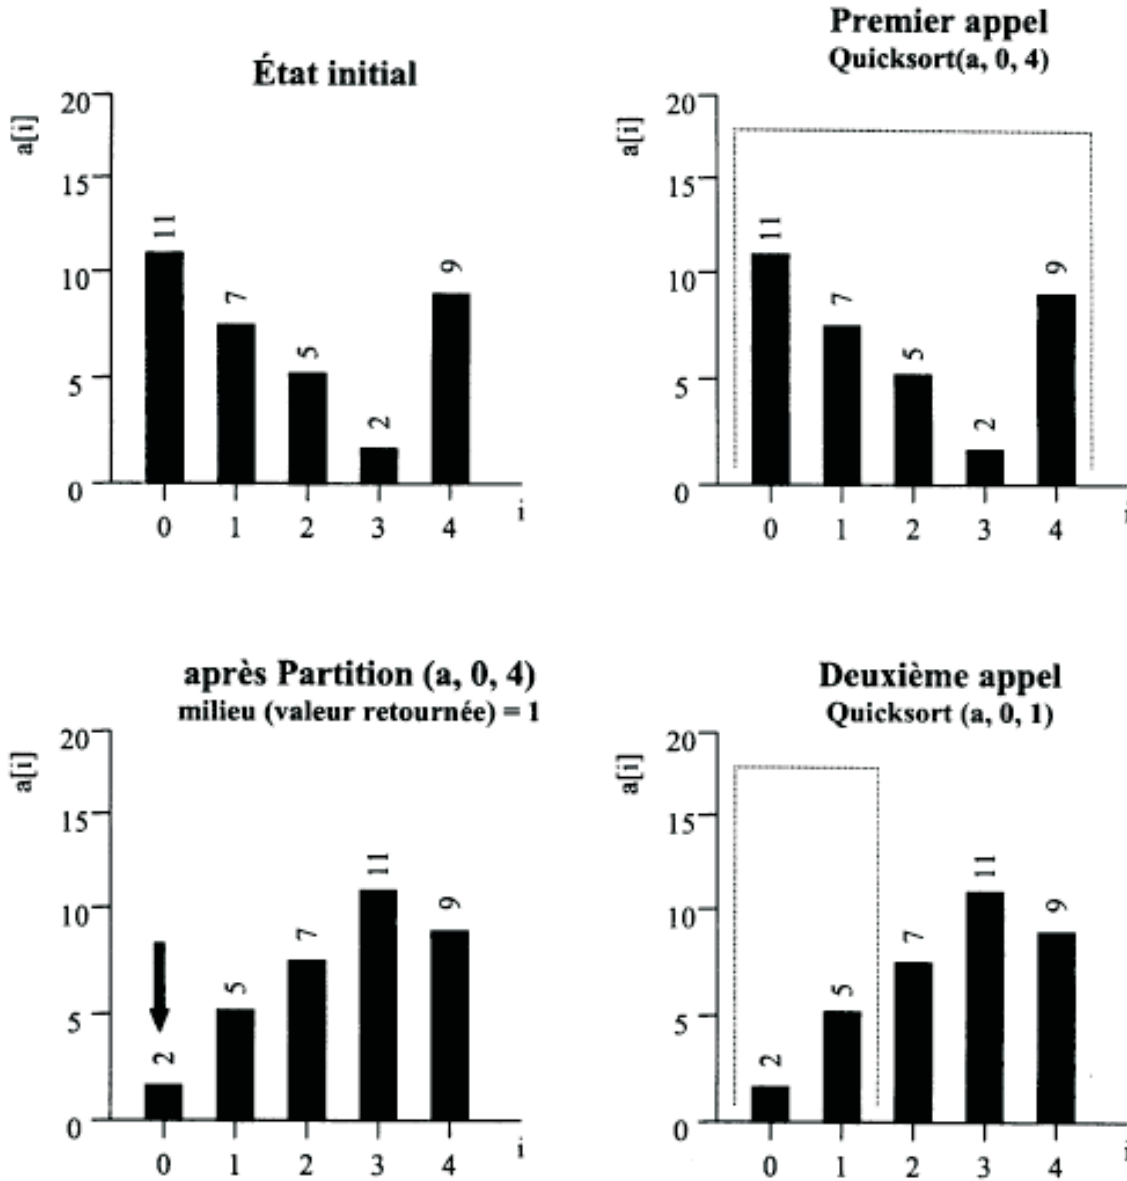 État initial
a[i]
20
15
10
5
0
11
7
5
2
9
0 1 2 3 4 i
Premier appel
Quicksort(a, 0, 4)
a[i]
20
15
10
5
0
11
7
5
2
9
0 1 2 3 4 i
après Partition (a, 0, 4)
milieu (valeur retournée) = 1
a[i]
20
15
10
5
0
2
5
7
11
9
0 1 2 3 4 i
Deuxième appel
Quicksort (a, 0, 1)
a[i]
20
15
10
5
0
2
5
7
11
9
0 1 2 3 4 i